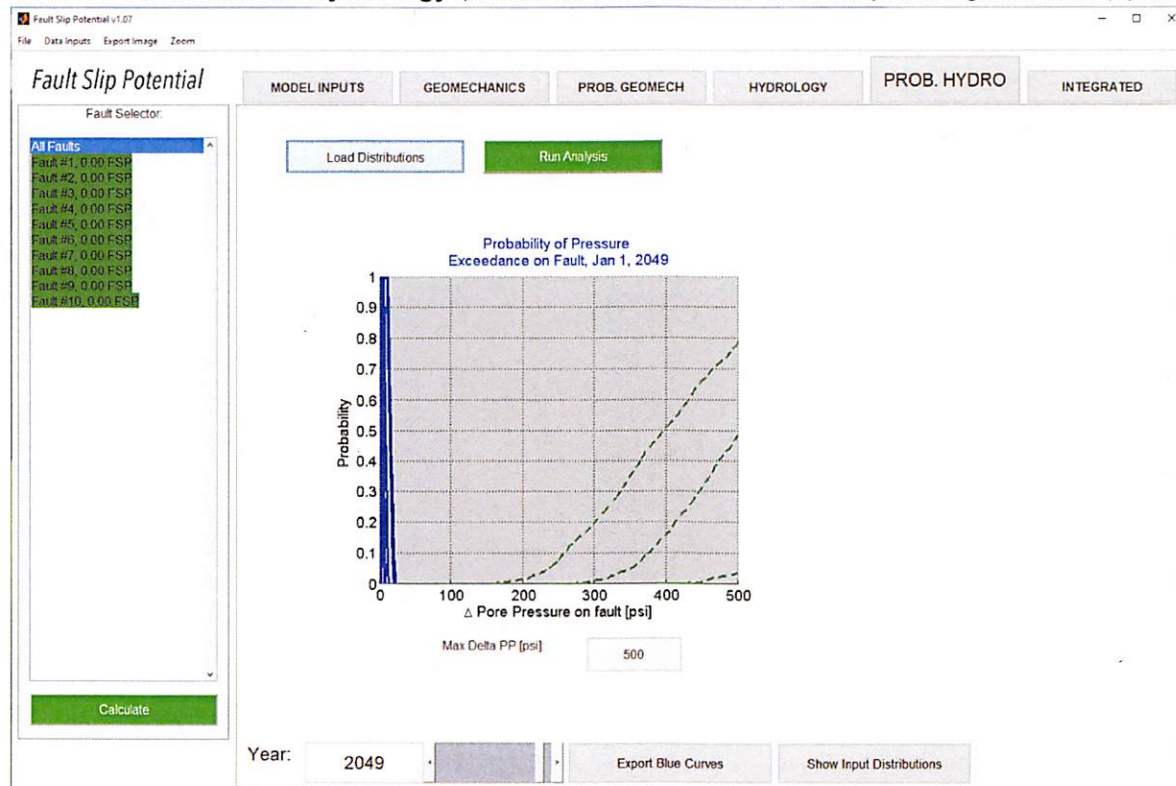 Fault Slip Potential v1.07
File Data Inputs Export Image Zoom
Fault Slip Potential
MODEL INPUTS GEOMECHANICS PROB. GEOMECH HYDROLOGY PROB. HYDRO INTEGRATED
Fault Selector:
All Faults
Fault #1, 0.00 FSP
Fault #2, 0.00 FSP
Fault #3, 0.00 FSP
Fault #4, 0.00 FSP
Fault #5, 0.00 FSP
Fault #6, 0.00 FSP
Fault #7, 0.00 FSP
Fault #8, 0.00 FSP
Fault #9, 0.00 FSP
Fault #10, 0.00 FSP
Load Distributions Run Analysis
Probability of Pressure
Exceedance on Fault, Jan 1, 2049
1
0.9
0.8
0.7
0.6
0.5
0.4
0.3
0.2
0.1
0
Probability
0 100 200 300 400 500
Δ Pore Pressure on fault [psi]
Max Delta PP [psi] 500
Calculate
Year: 2049 Export Blue Curves Show Input Distributions